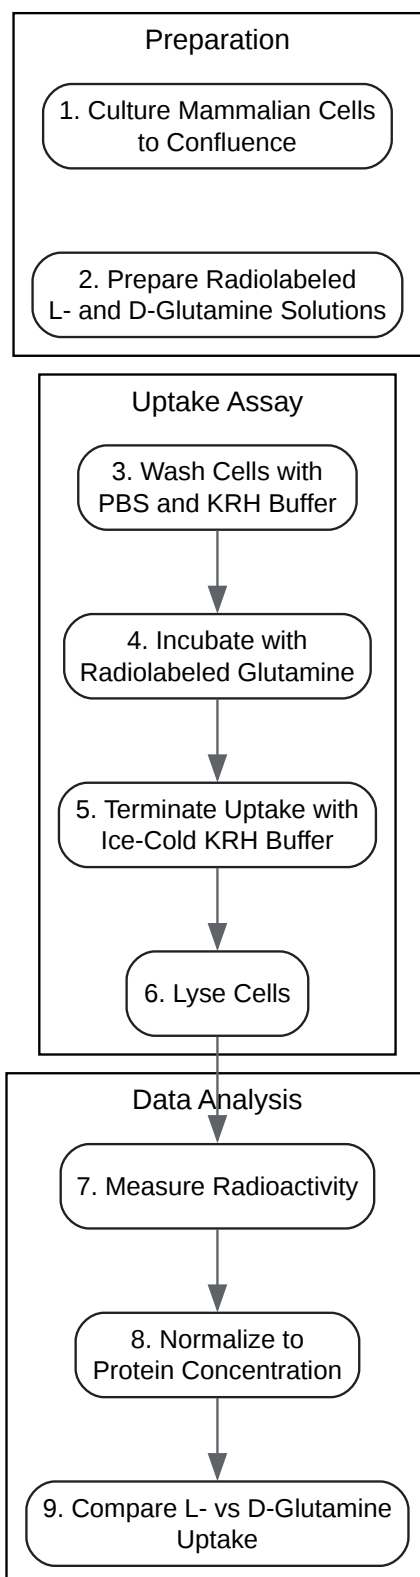 Preparation
1. Culture Mammalian Cells
to Confluence
2. Prepare Radiolabeled
L- and D-Glutamine Solutions
Uptake Assay
3. Wash Cells with
PBS and KRH Buffer
4. Incubate with
Radiolabeled Glutamine
5. Terminate Uptake with
Ice-Cold KRH Buffer
6. Lyse Cells
Data Analysis
7. Measure Radioactivity
8. Normalize to
Protein Concentration
9. Compare L- vs D-Glutamine
Uptake